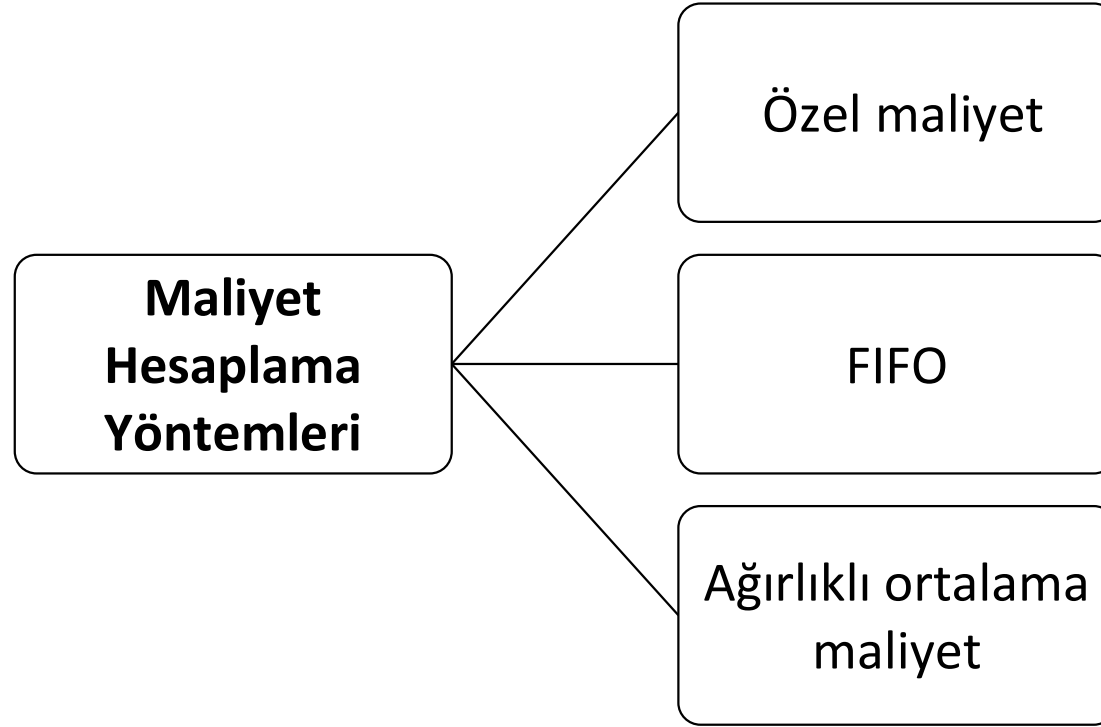 Maliyet
Hesaplama
Yöntemleri
Özel maliyet
FIFO
Ağırlıklı ortalama
maliyet